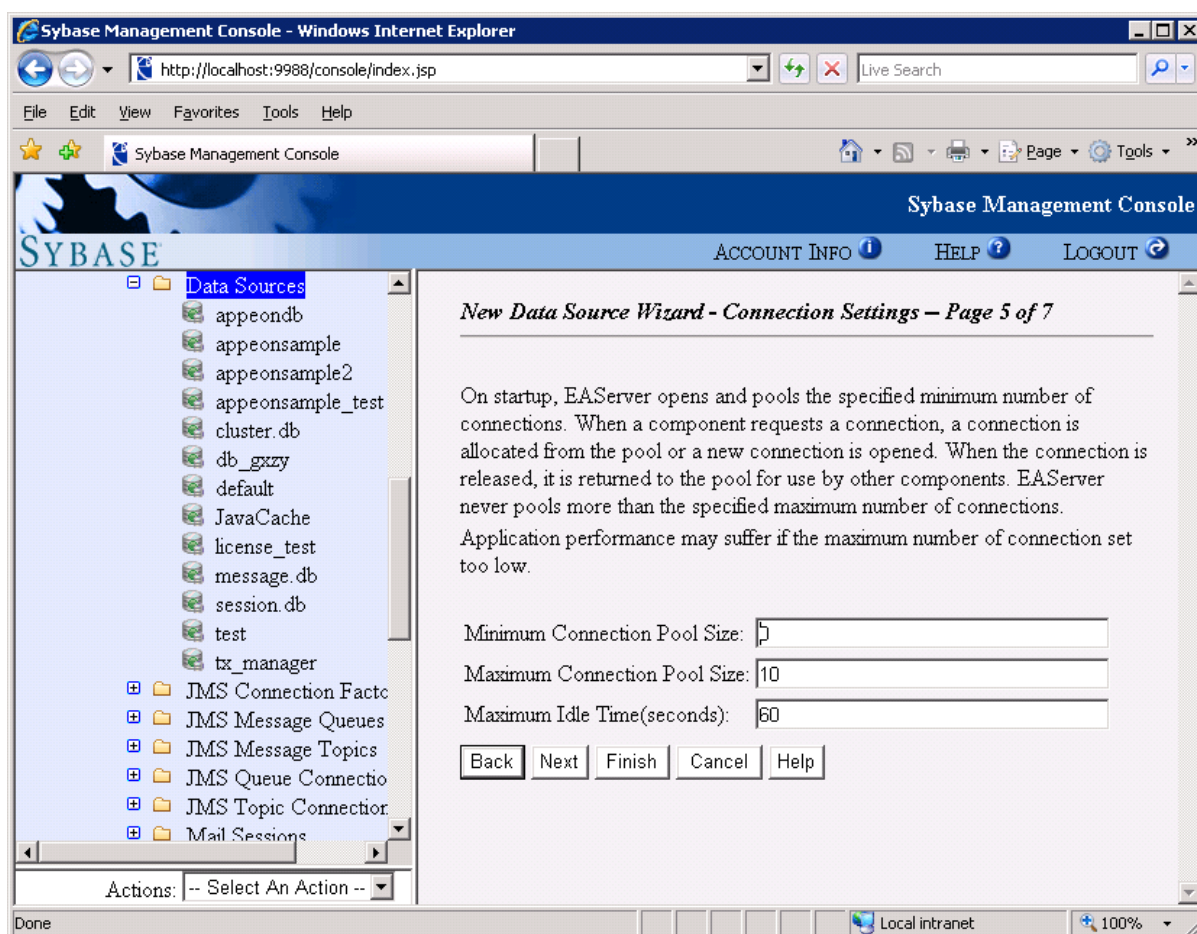 Sybase Management Console - Windows Internet Explorer
http://localhost:9988/console/index.jsp
Live Search
File Edit View Favorites Tools Help
Sybase Management Console
Page Tools »
Sybase Management Console
SYBASE
ACCOUNT INFO HELP LOGOUT
Data Sources
appeondb
appeonsample
appeonsample2
appeonsample_test
cluster.db
db_gxzy
default
JavaCache
license_test
message.db
session.db
test
tx_manager
JMS Connection Facto
JMS Message Queues
JMS Message Topics
JMS Queue Connectio
JMS Topic Connection
Mail Sessions
Actions: -- Select An Action --
New Data Source Wizard - Connection Settings -- Page 5 of 7
On startup, EAServer opens and pools the specified minimum number of
connections. When a component requests a connection, a connection is
allocated from the pool or a new connection is opened. When the connection is
released, it is returned to the pool for use by other components. EAServer
never pools more than the specified maximum number of connections.
Application performance may suffer if the maximum number of connection set
too low.
Minimum Connection Pool Size:
Maximum Connection Pool Size: 10
Maximum Idle Time(seconds): 60
Back Next Finish Cancel Help
Done
Local intranet
100%